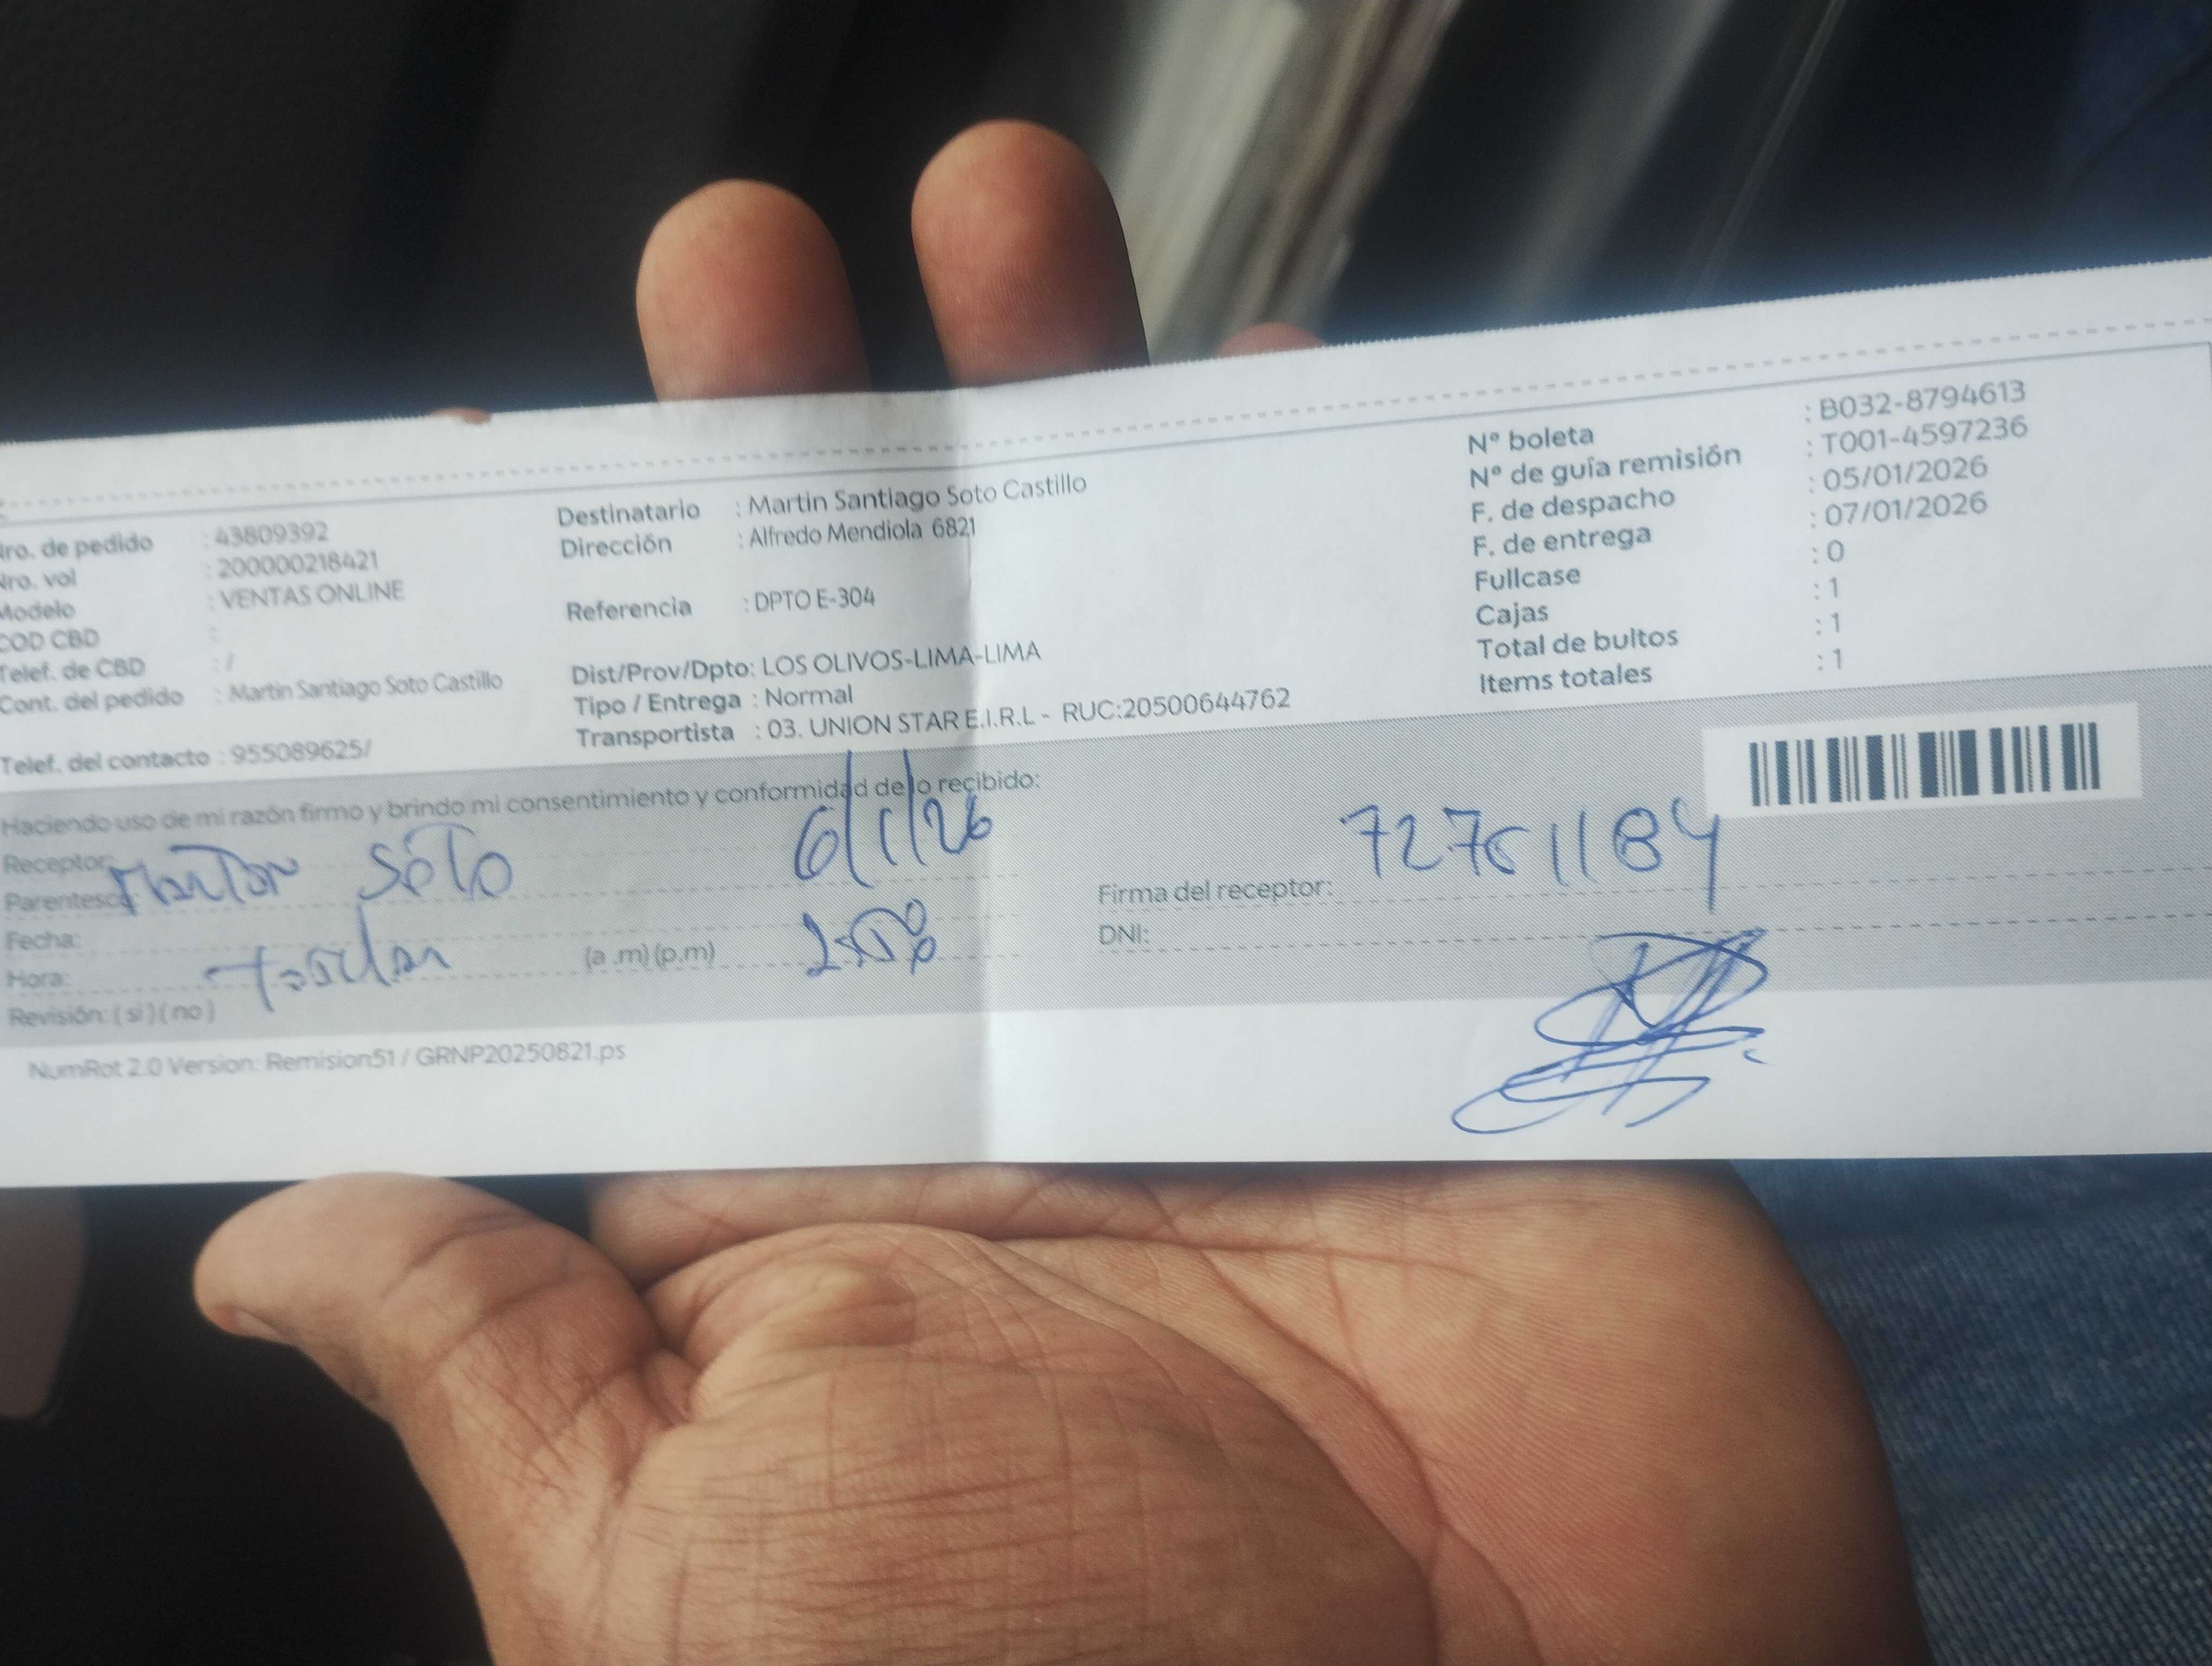 Nro. de pedido : 43809392
Nro. vol : 200000218421
Modelo : VENTAS ONLINE
COD CBD :
Telef. de CBD : /
Cont. del pedido : Martin Santiago Soto Castillo
Telef. del contacto : 955089625/
Destinatario : Martin Santiago Soto Castillo
Dirección : Alfredo Mendiola 6821
Referencia : DPTO E-304
Dist/Prov/Dpto: LOS OLIVOS-LIMA-LIMA
Tipo / Entrega : Normal
Transportista : 03. UNION STAR E.I.R.L - RUC:20500644762
N° boleta : B032-8794613
N° de guía remisión : T001-4597236
F. de despacho : 05/01/2026
F. de entrega : 07/01/2026
Fullcase : 0
Cajas : 1
Total de bultos : 1
Items totales : 1
Haciendo uso de mi razón firmo y brindo mi consentimiento y conformidad de lo recibido:
Receptor: Soto 6/1/26
Parentesco:
Fecha:
Hora: (a .m) (p.m)
Revisión: ( si ) ( no )
Firma del receptor:
DNI:
NumRot 2.0 Version: Remision51 / GRNP20250821.ps